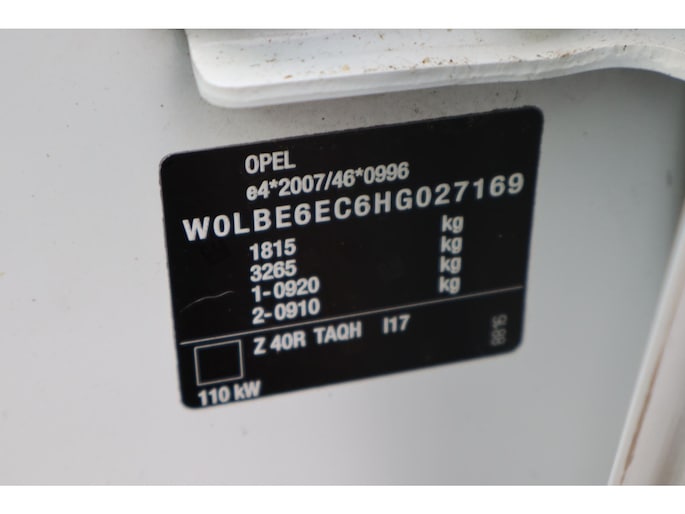 OPEL
e4*2007/46*0996
W0LBE6EC6HG027169
1815 kg
3265 kg
1-0920 kg
2-0910 kg
Z 40R TAQH I17
8816
110 kW